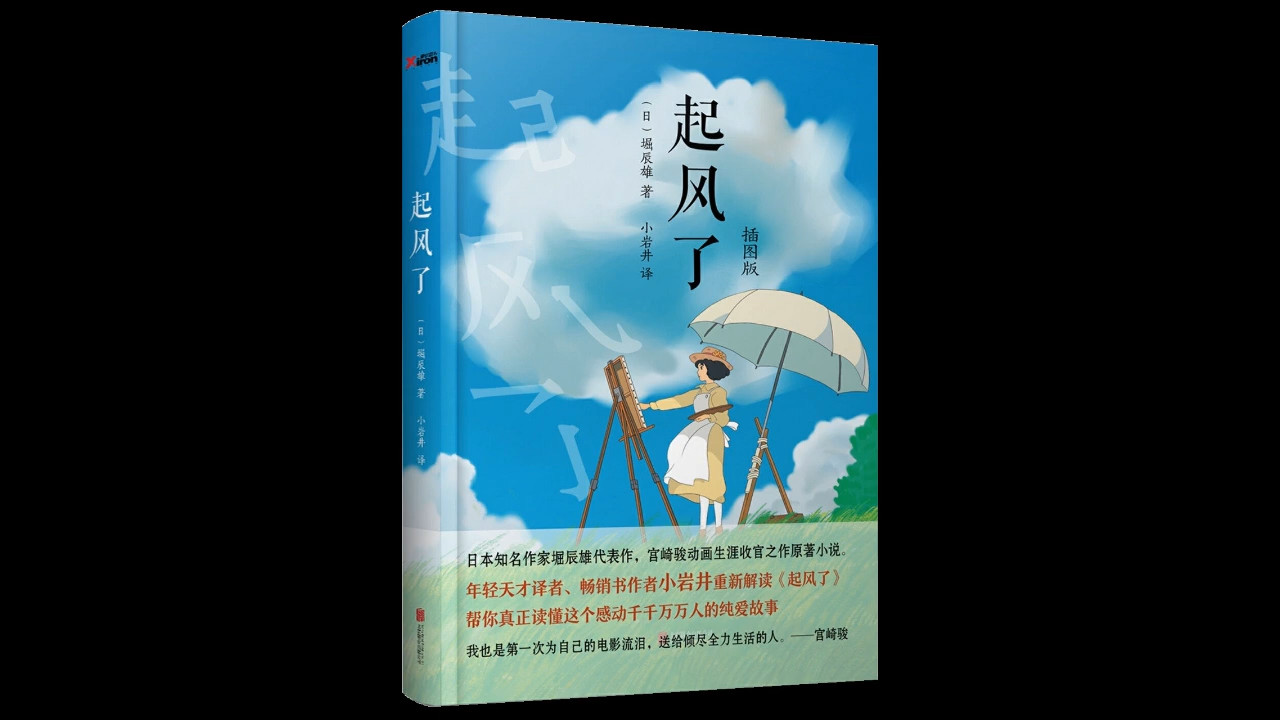 iron
起风了
（日）堀辰雄 著
小岩井 译
起风了
起风了
（日）堀辰雄 著
小岩井 译
插图版
日本知名作家堀辰雄代表作，宫崎骏动画生涯收官之作原著小说。
年轻天才译者、畅销书作者小岩井重新解读《起风了》
帮你真正读懂这个感动千千万万人的纯爱故事
我也是第一次为自己的电影流泪，送给倾尽全力生活的人。——宫崎骏